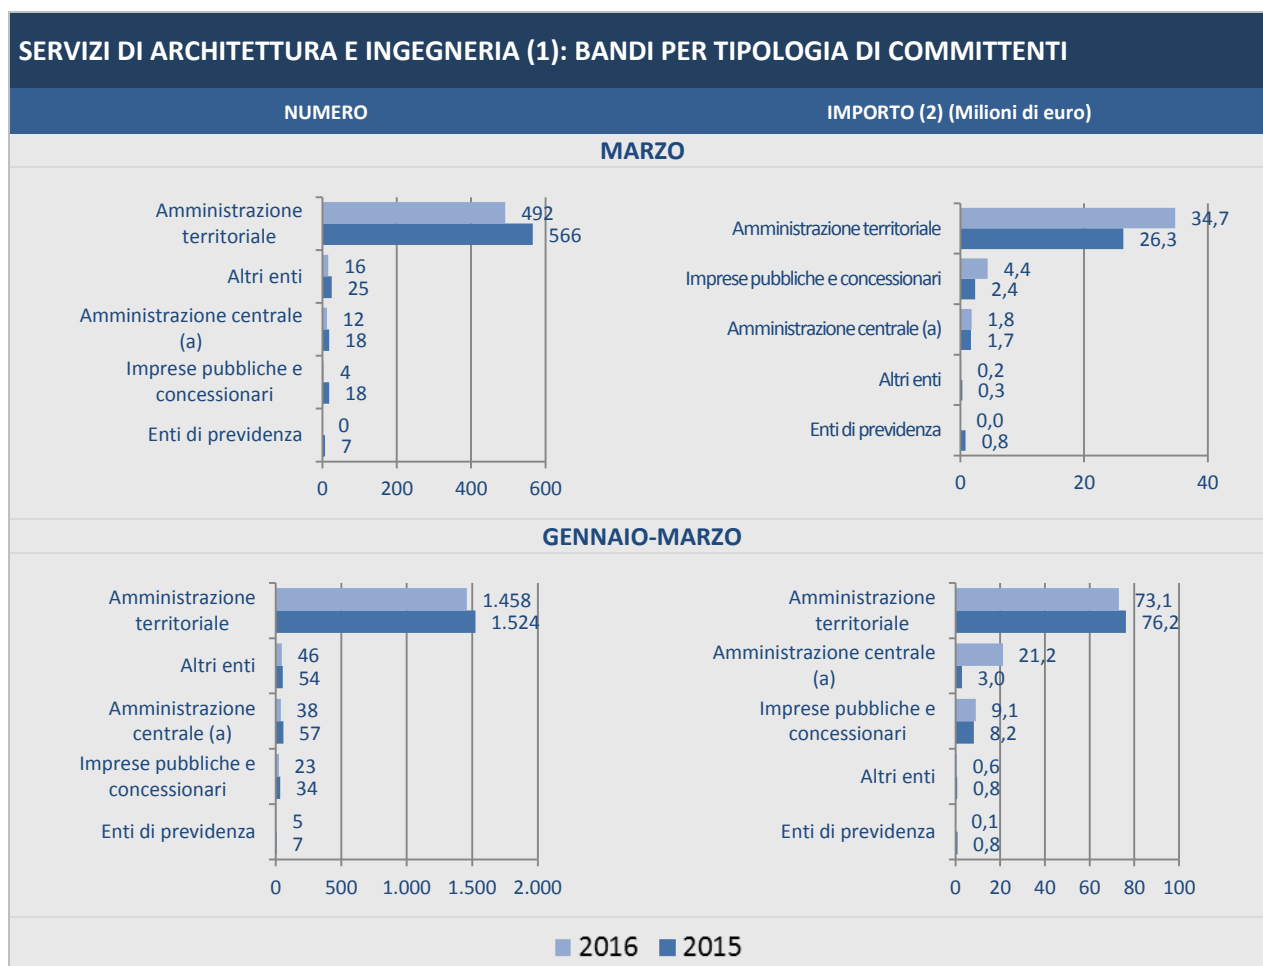 SERVIZI DI ARCHITETTURA E INGEGNERIA (1): BANDI PER TIPOLOGIA DI COMMITTENTI
NUMERO
IMPORTO (2) (Milioni di euro)
MARZO
Amministrazione
territoriale
492
566
Altri enti
16
25
Amministrazione centrale
(a)
12
18
Imprese pubbliche e
concessionari
4
18
Enti di previdenza
0
7
0 200 400 600
Amministrazione territoriale
34,7
26,3
Imprese pubbliche e concessionari
4,4
2,4
Amministrazione centrale (a)
1,8
1,7
Altri enti
0,2
0,3
Enti di previdenza
0,0
0,8
0 20 40
GENNAIO-MARZO
Amministrazione
territoriale
1.458
1.524
Altri enti
46
54
Amministrazione
centrale (a)
38
57
Imprese pubbliche e
concessionari
23
34
Enti di previdenza
5
7
0 500 1.000 1.500 2.000
Amministrazione
territoriale
73,1
76,2
Amministrazione centrale
(a)
21,2
3,0
Imprese pubbliche e
concessionari
9,1
8,2
Altri enti
0,6
0,8
Enti di previdenza
0,1
0,8
0 20 40 60 80 100
2016 2015